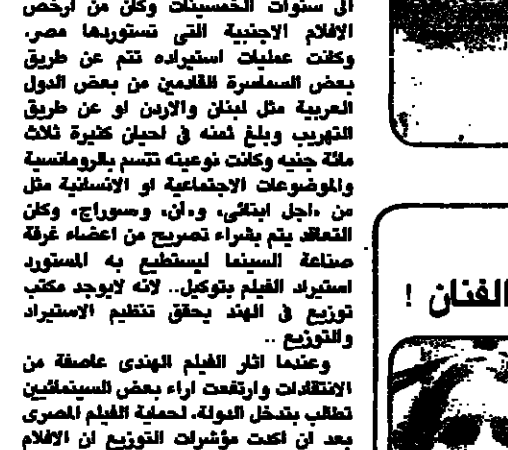 الى سنوات الخمسينات وكان من ارخص
الافلام الاجنبية التى تستوردها مصر.
وكانت عمليات استيراده تتم عن طريق
بعض السماسرة القادمين من بعض الدول
العربية مثل لبنان والاردن او عن طريق
التهريب وبلغ ثمنه فى احيان كثيرة ثلاث
مائة جنيه وكانت نوعيته تتسم بالرومانسية
والموضوعات الاجتماعية او الانسانية مثل
من ،اجل ابنائى، و،أن، و،سوراج، وكان
التعاقد يتم بشراء تصريح من اعضاء غرفة
صناعة السينما ليستطيع به المستورد
استيراد الفيلم بتوكيل.. لانه لايوجد مكتب
توزيع فى الهند يحقق تنظيم الاستيراد
والتوزيع ..
وعندما اثار الفيلم الهندى عاصفة من
الانتقادات وارتفعت اراء بعض السينمائيين
تطالب بتدخل الدولة، لحماية الفيلم المصرى
بعد ان اكدت مؤشرات التوزيع ان الافلام
الفنان !